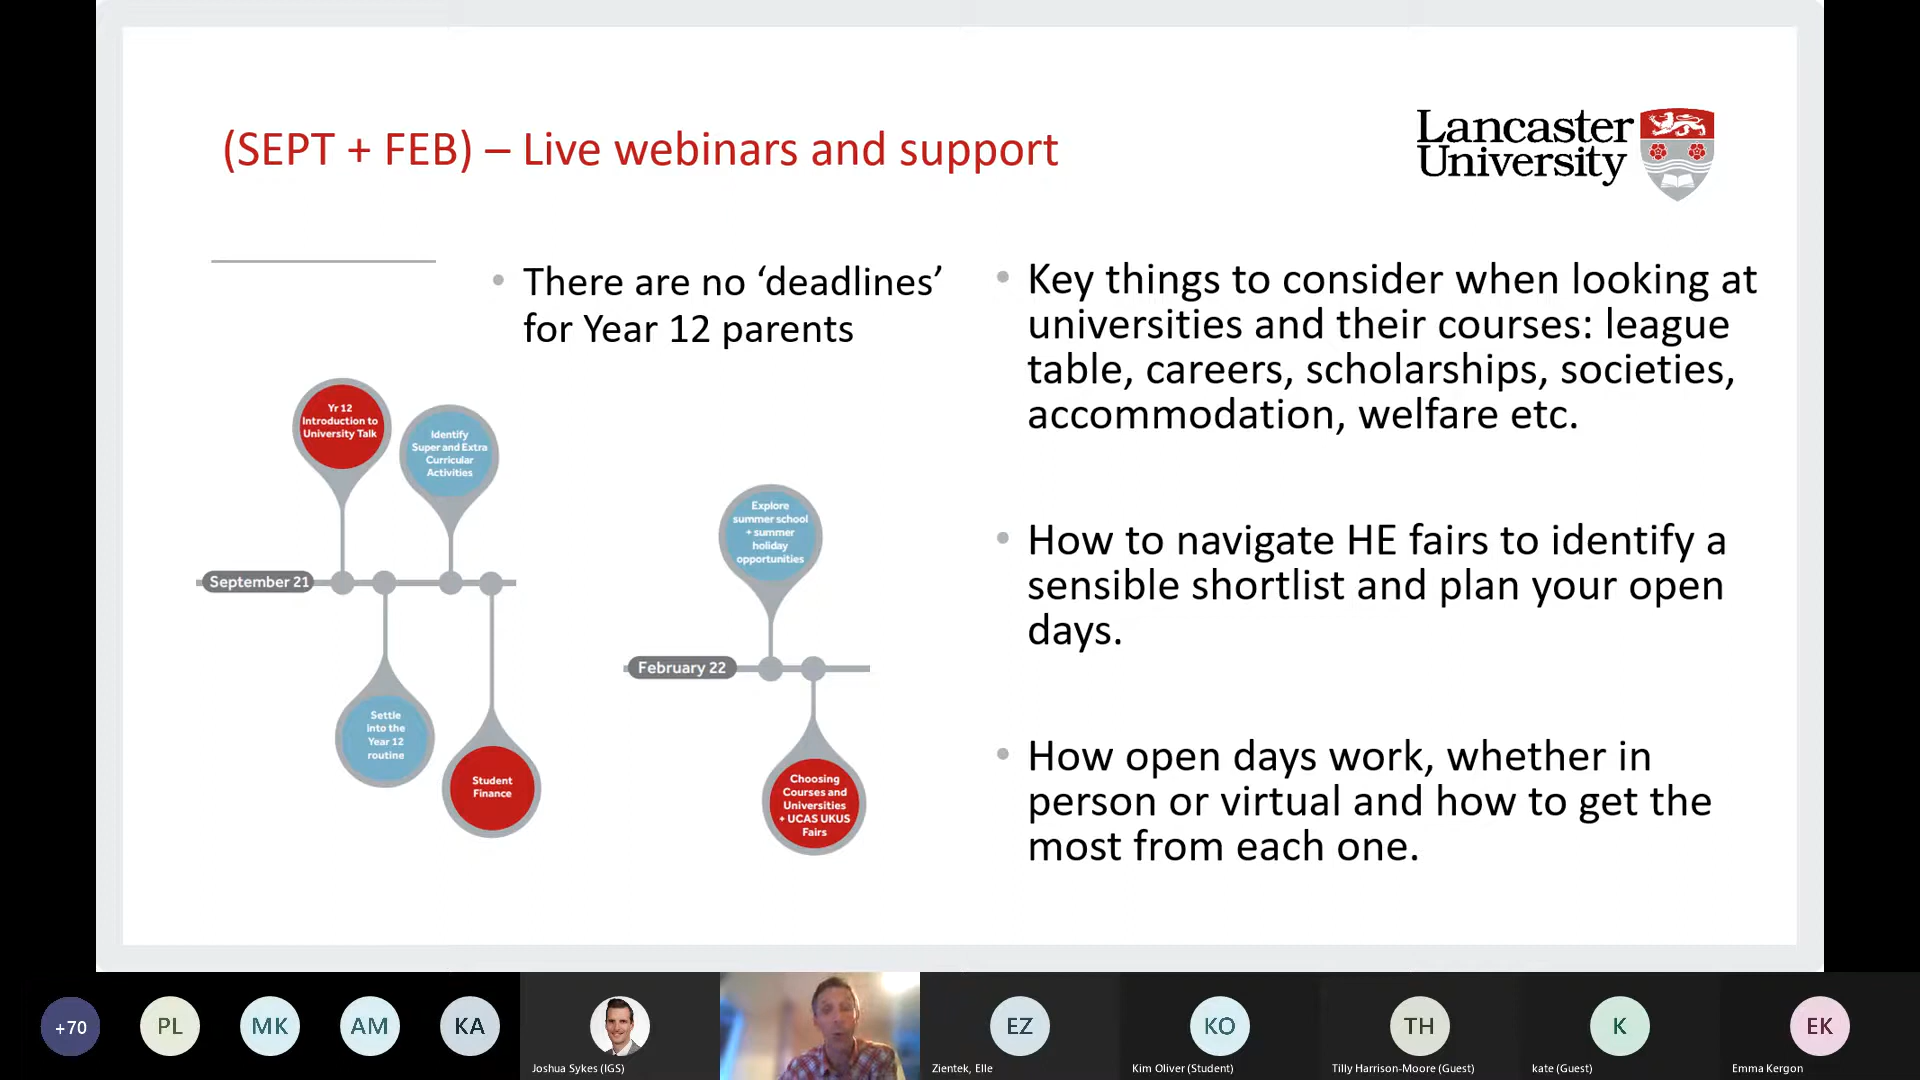 (SEPT + FEB) – Live webinars and support
Lancaster
University
• There are no ‘deadlines’
for Year 12 parents
Yr 12
Introduction to
University Talk
Identify
Super and Extra
Curricular
Activities
September 21
Settle
into the
Year 12
routine
Student
Finance
Explore
summer school
+ summer
holiday
opportunities
February 22
Choosing
Courses and
Universities
+ UCAS UKUS
Fairs
• Key things to consider when looking at
universities and their courses: league
table, careers, scholarships, societies,
accommodation, welfare etc.
• How to navigate HE fairs to identify a
sensible shortlist and plan your open
days.
• How open days work, whether in
person or virtual and how to get the
most from each one.
+70
PL
MK
AM
KA
Joshua Sykes (IGS)
EZ
Zientek, Elle
KO
Kim Oliver (Student)
TH
Tilly Harrison-Moore (Guest)
K
kate (Guest)
EK
Emma Kergon